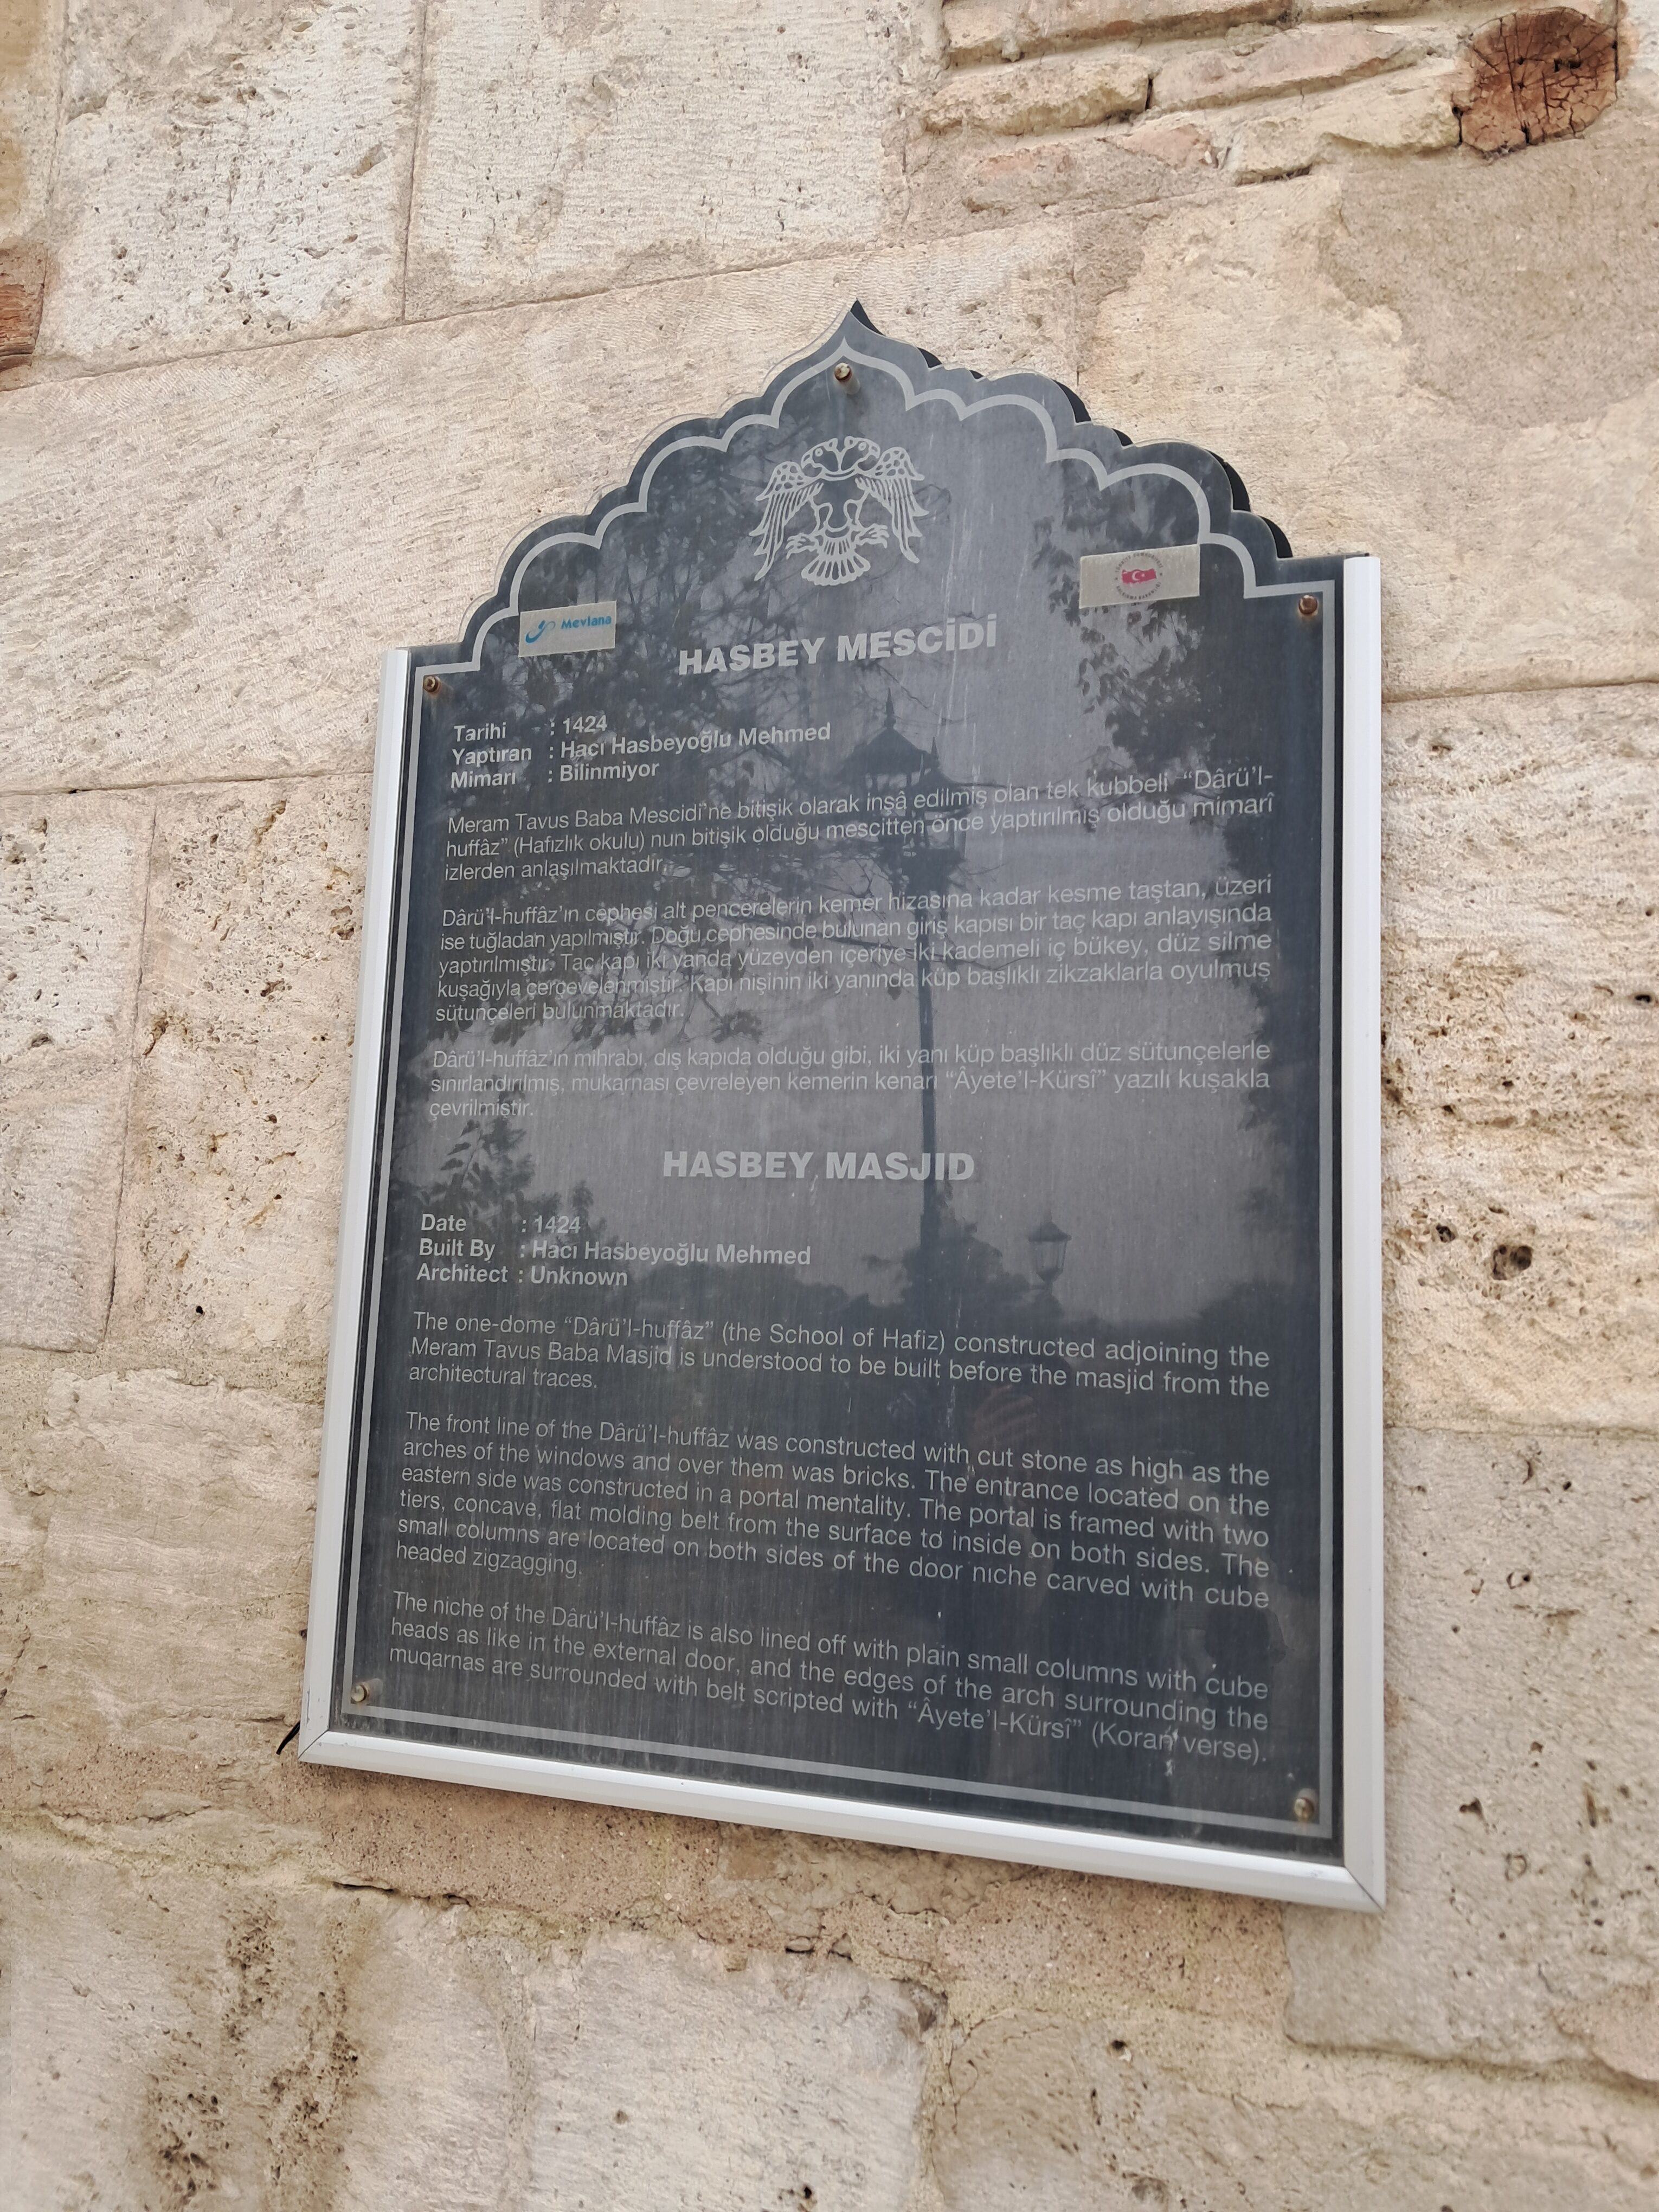 Mevlana
HASBEY MESCİDİ
Tarihi : 1424
Yaptıran : Hacı Hasbeyoğlu Mehmed
Mimarı : Bilinmiyor
Meram Tavus Baba Mescidi'ne bitişik olarak inşâ edilmiş olan tek kubbeli "Dârü'l-
huffâz" (Hafızlık okulu) nun bitişik olduğu mescitten önce yaptırılmış olduğu mimarî
izlerden anlaşılmaktadır.
Dârü'l-huffâz'ın cephesi alt pencerelerin kemer hizasına kadar kesme taştan, üzeri
ise tuğladan yapılmıştır. Doğu cephesinde bulunan giriş kapısı bir taç kapı anlayışında
yaptırılmıştır. Taç kapı iki yanda yüzeyden içeriye iki kademeli iç bükey, düz silme
kuşağıyla çerçevelenmiştir. Kapı nişinin iki yanında küp başlıklı zikzaklarla oyulmuş
sütunçeleri bulunmaktadır.
Dârü'l-huffâz'ın mihrabı, dış kapıda olduğu gibi, iki yanı küp başlıklı düz sütunçelerle
sınırlandırılmış, mukarnası çevreleyen kemerin kenarı "Âyete'l-Kürsî" yazılı kuşakla
çevrilmiştir.
HASBEY MASJID
Date : 1424
Built By : Hacı Hasbeyoğlu Mehmed
Architect : Unknown
The one-dome "Dârü'l-huffâz" (the School of Hafiz) constructed adjoining the
Meram Tavus Baba Masjid is understood to be built before the masjid from the
architectural traces.
The front line of the Dârü'l-huffâz was constructed with cut stone as high as the
arches of the windows and over them was bricks. The entrance located on the
eastern side was constructed in a portal mentality. The portal is framed with two
tiers, concave, flat molding belt from the surface to inside on both sides. The
small columns are located on both sides of the door niche carved with cube
headed zigzagging.
The niche of the Dârü'l-huffâz is also lined off with plain small columns with cube
heads as like in the external door, and the edges of the arch surrounding the
muqarnas are surrounded with belt scripted with "Âyete'l-Kürsî" (Koran verse).